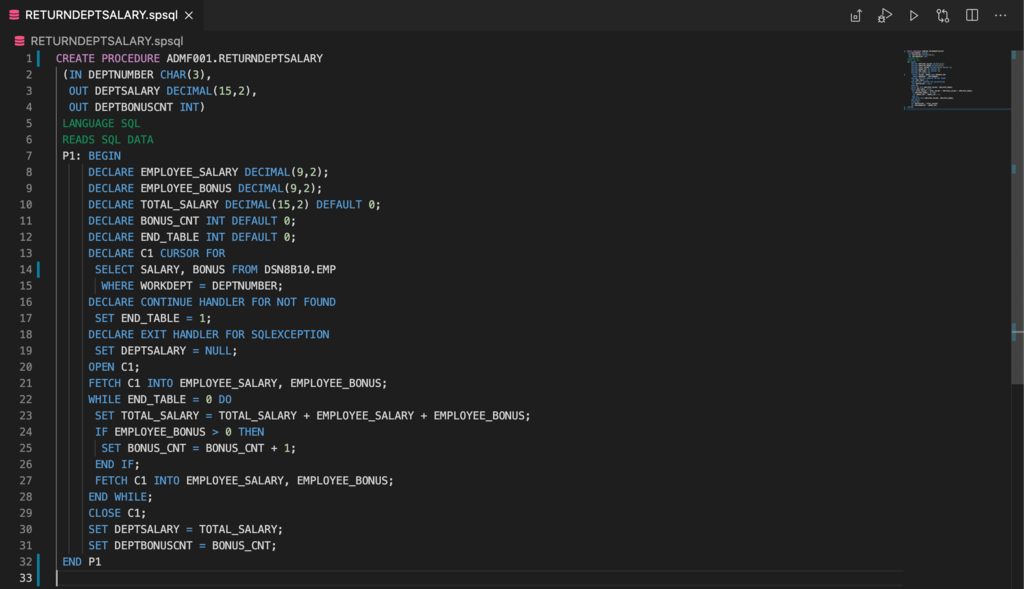 RETURNDEPTSALARY.spsql
RETURNDEPTSALARY.spsql
1 CREATE PROCEDURE ADMF001.RETURNDEPTSALARY
2 (IN DEPTNUMBER CHAR(3),
3 OUT DEPTSALARY DECIMAL(15,2),
4 OUT DEPTBONUSCNT INT)
5 LANGUAGE SQL
6 READS SQL DATA
7 P1: BEGIN
8 DECLARE EMPLOYEE_SALARY DECIMAL(9,2);
9 DECLARE EMPLOYEE_BONUS DECIMAL(9,2);
10 DECLARE TOTAL_SALARY DECIMAL(15,2) DEFAULT 0;
11 DECLARE BONUS_CNT INT DEFAULT 0;
12 DECLARE END_TABLE INT DEFAULT 0;
13 DECLARE C1 CURSOR FOR
14 SELECT SALARY, BONUS FROM DSN8B10.EMP
15 WHERE WORKDEPT = DEPTNUMBER;
16 DECLARE CONTINUE HANDLER FOR NOT FOUND
17 SET END_TABLE = 1;
18 DECLARE EXIT HANDLER FOR SQLEXCEPTION
19 SET DEPTSALARY = NULL;
20 OPEN C1;
21 FETCH C1 INTO EMPLOYEE_SALARY, EMPLOYEE_BONUS;
22 WHILE END_TABLE = 0 DO
23 SET TOTAL_SALARY = TOTAL_SALARY + EMPLOYEE_SALARY + EMPLOYEE_BONUS;
24 IF EMPLOYEE_BONUS > 0 THEN
25 SET BONUS_CNT = BONUS_CNT + 1;
26 END IF;
27 FETCH C1 INTO EMPLOYEE_SALARY, EMPLOYEE_BONUS;
28 END WHILE;
29 CLOSE C1;
30 SET DEPTSALARY = TOTAL_SALARY;
31 SET DEPTBONUSCNT = BONUS_CNT;
32 END P1
33